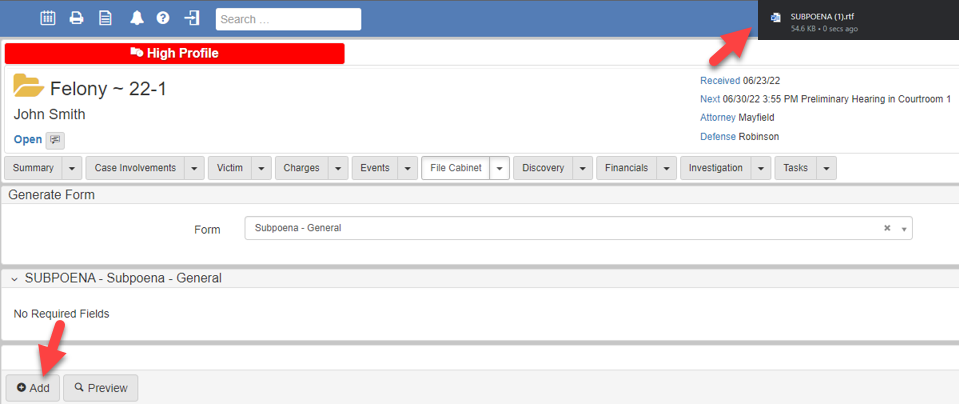 Search ...
SUBPOENA (1).rtf
54.6 KB • 0 secs ago
High Profile
Felony ~ 22-1
John Smith
Open
Received 06/23/22
Next 06/30/22 3:55 PM Preliminary Hearing in Courtroom 1
Attorney Mayfield
Defense Robinson
Summary Case Involvements Victim Charges Events File Cabinet Discovery Financials Investigation Tasks
Generate Form
Form Subpoena - General
SUBPOENA - Subpoena - General
No Required Fields
Add Preview